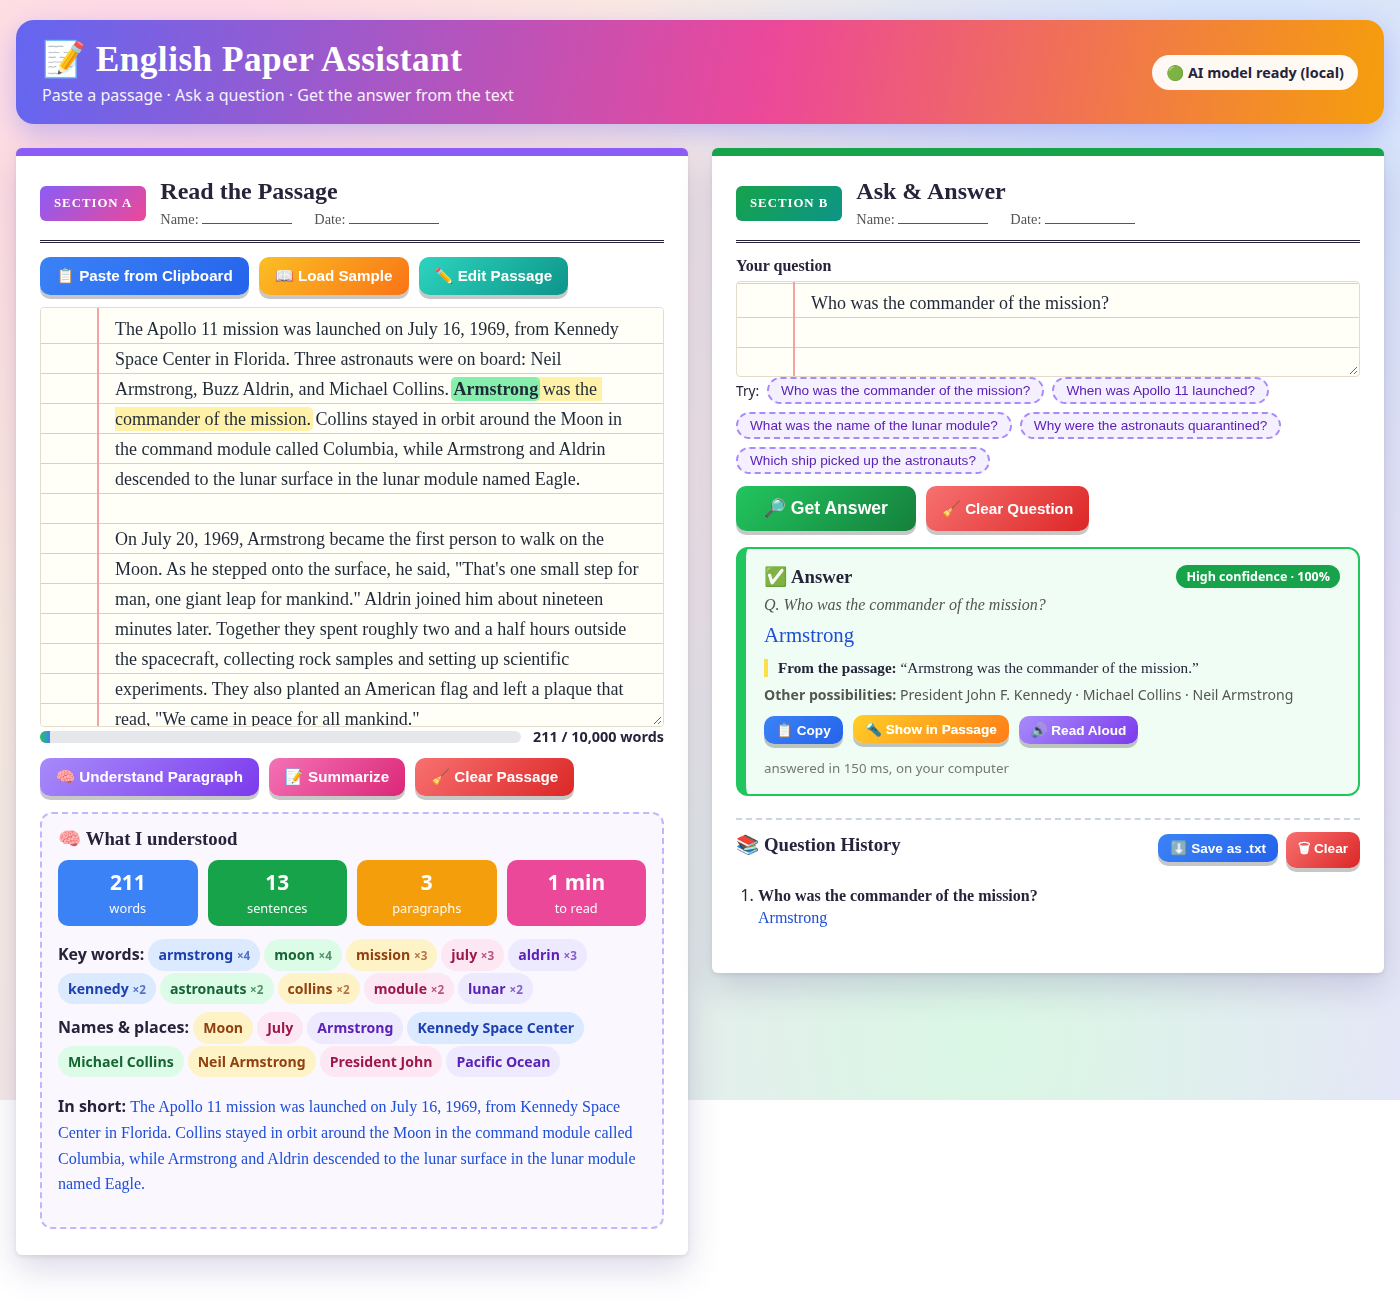 📝 English Paper Assistant
Paste a passage · Ask a question · Get the answer from the text
🟢 AI model ready (local)
SECTION A
Read the Passage
Name: Date:
📋 Paste from Clipboard
📖 Load Sample
✏️ Edit Passage
The Apollo 11 mission was launched on July 16, 1969, from Kennedy
Space Center in Florida. Three astronauts were on board: Neil
Armstrong, Buzz Aldrin, and Michael Collins. Armstrong was the
commander of the mission. Collins stayed in orbit around the Moon in
the command module called Columbia, while Armstrong and Aldrin
descended to the lunar surface in the lunar module named Eagle.
On July 20, 1969, Armstrong became the first person to walk on the
Moon. As he stepped onto the surface, he said, "That's one small step for
man, one giant leap for mankind." Aldrin joined him about nineteen
minutes later. Together they spent roughly two and a half hours outside
the spacecraft, collecting rock samples and setting up scientific
experiments. They also planted an American flag and left a plaque that
read, "We came in peace for all mankind."
211 / 10,000 words
🧠 Understand Paragraph
📝 Summarize
🧹 Clear Passage
🧠 What I understood
211 words
13 sentences
3 paragraphs
1 min to read
Key words: armstrong ×4 moon ×4 mission ×3 july ×3 aldrin ×3
kennedy ×2 astronauts ×2 collins ×2 module ×2 lunar ×2
Names & places: Moon July Armstrong Kennedy Space Center
Michael Collins Neil Armstrong President John Pacific Ocean
In short: The Apollo 11 mission was launched on July 16, 1969, from Kennedy Space
Center in Florida. Collins stayed in orbit around the Moon in the command module called
Columbia, while Armstrong and Aldrin descended to the lunar surface in the lunar module
named Eagle.
SECTION B
Ask & Answer
Name: Date:
Your question
Who was the commander of the mission?
Try: Who was the commander of the mission? When was Apollo 11 launched?
What was the name of the lunar module? Why were the astronauts quarantined?
Which ship picked up the astronauts?
🔎 Get Answer
🧹 Clear Question
✅ Answer
High confidence · 100%
Q. Who was the commander of the mission?
Armstrong
From the passage: “Armstrong was the commander of the mission.”
Other possibilities: President John F. Kennedy · Michael Collins · Neil Armstrong
📋 Copy
🔦 Show in Passage
🔊 Read Aloud
answered in 150 ms, on your computer
📚 Question History
⬇️ Save as .txt
🗑 Clear
1. Who was the commander of the mission?
Armstrong